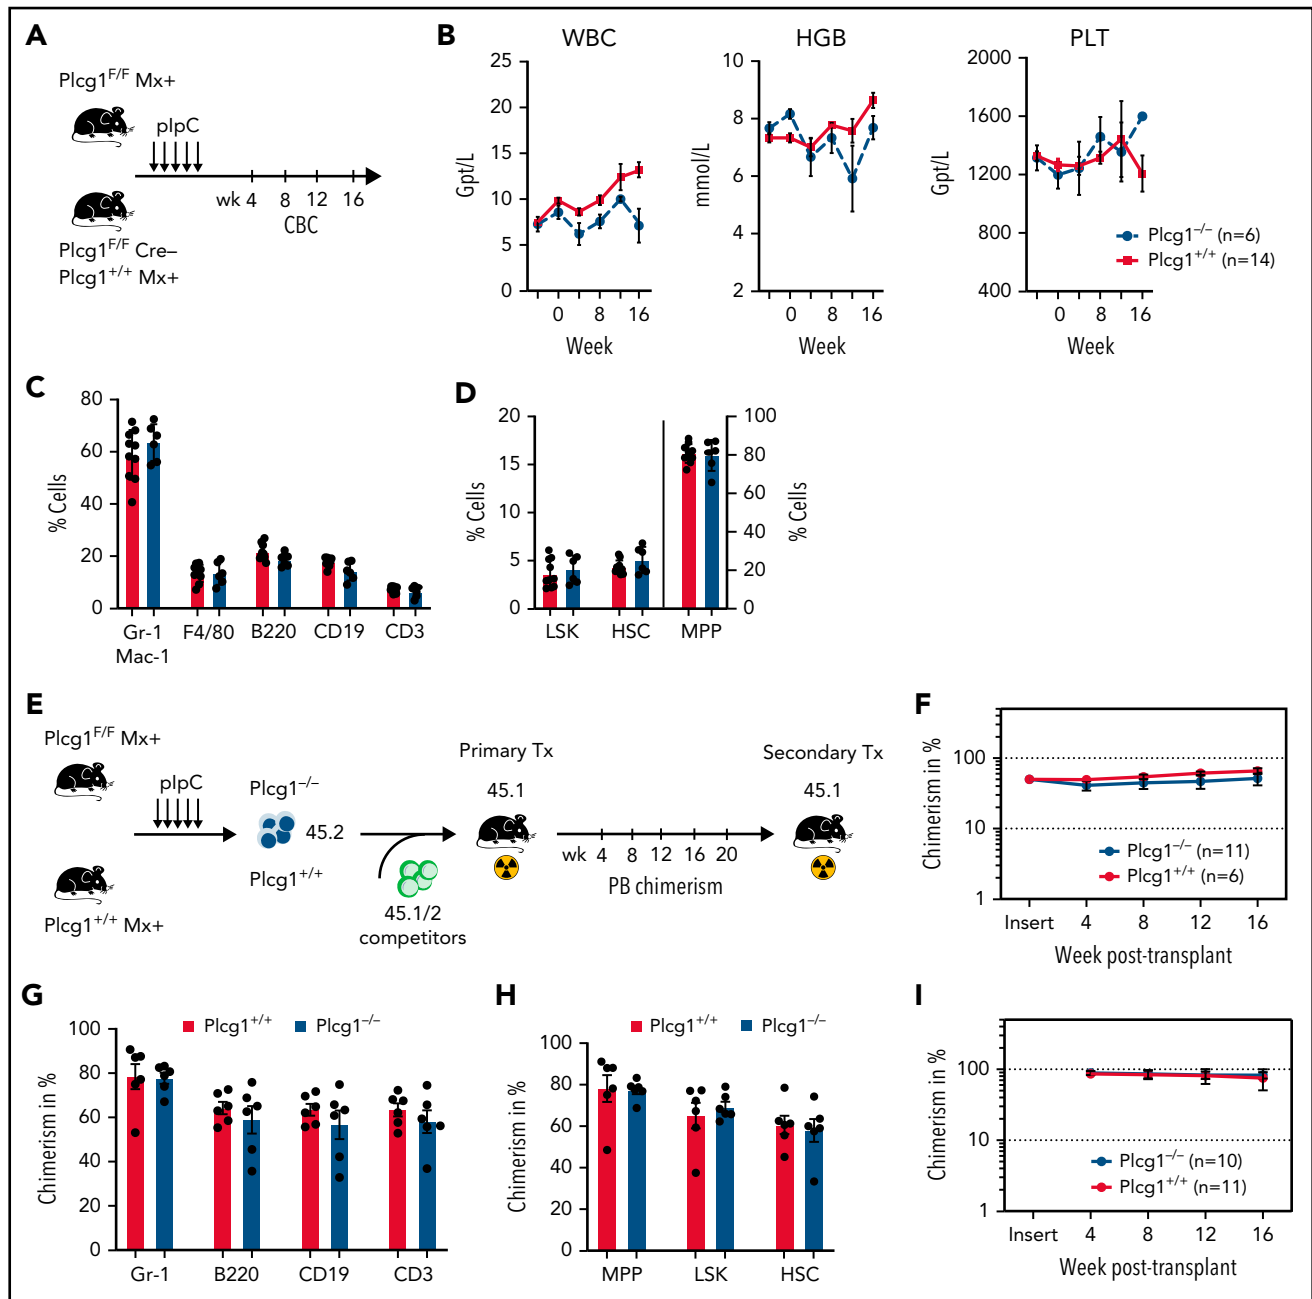 A
Plcg1F/F Mx+
pIpC
wk 4 8 12 16
CBC
Plcg1F/F Cre–
Plcg1+/+ Mx+
B
WBC
HGB
PLT
25
20
15
10
5
0
Gpt/L
0 8 16
Week
10
8
6
4
2
mmol/L
0 8 16
Week
2000
1600
1200
800
400
Gpt/L
Plcg1–/– (n=6)
Plcg1+/+ (n=14)
0 8 16
Week
C
80
60
40
20
0
% Cells
Gr-1
Mac-1
F4/80
B220
CD19
CD3
D
20
15
10
5
0
% Cells
100
80
60
40
20
0
% Cells
LSK
HSC
MPP
E
Plcg1F/F Mx+
pIpC
Plcg1+/+ Mx+
Plcg1–/–
45.2
Plcg1+/+
45.1/2
competitors
Primary Tx
45.1
wk 4 8 12 16 20
PB chimerism
Secondary Tx
45.1
F
100
10
1
Chimerism in %
Plcg1–/– (n=11)
Plcg1+/+ (n=6)
Insert 4 8 12 16
Week post-transplant
G
Plcg1+/+ Plcg1–/–
100
80
60
40
20
0
Chimerism in %
Gr-1 B220 CD19 CD3
H
Plcg1+/+ Plcg1–/–
100
80
60
40
20
0
Chimerism in %
MPP LSK HSC
I
100
10
1
Chimerism in %
Plcg1–/– (n=10)
Plcg1+/+ (n=11)
Insert 4 8 12 16
Week post-transplant